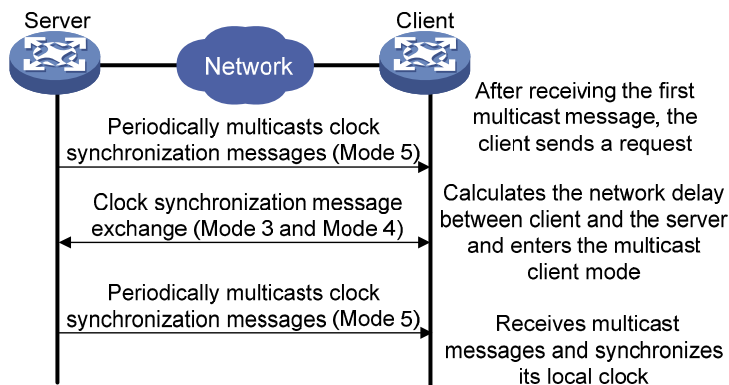 Server
Client
Network
After receiving the first
multicast message, the
client sends a request
Periodically multicasts clock
synchronization messages (Mode 5)
Clock synchronization message
exchange (Mode 3 and Mode 4)
Calculates the network delay
between client and the server
and enters the multicast
client mode
Periodically multicasts clock
synchronization messages (Mode 5)
Receives multicast
messages and synchronizes
its local clock